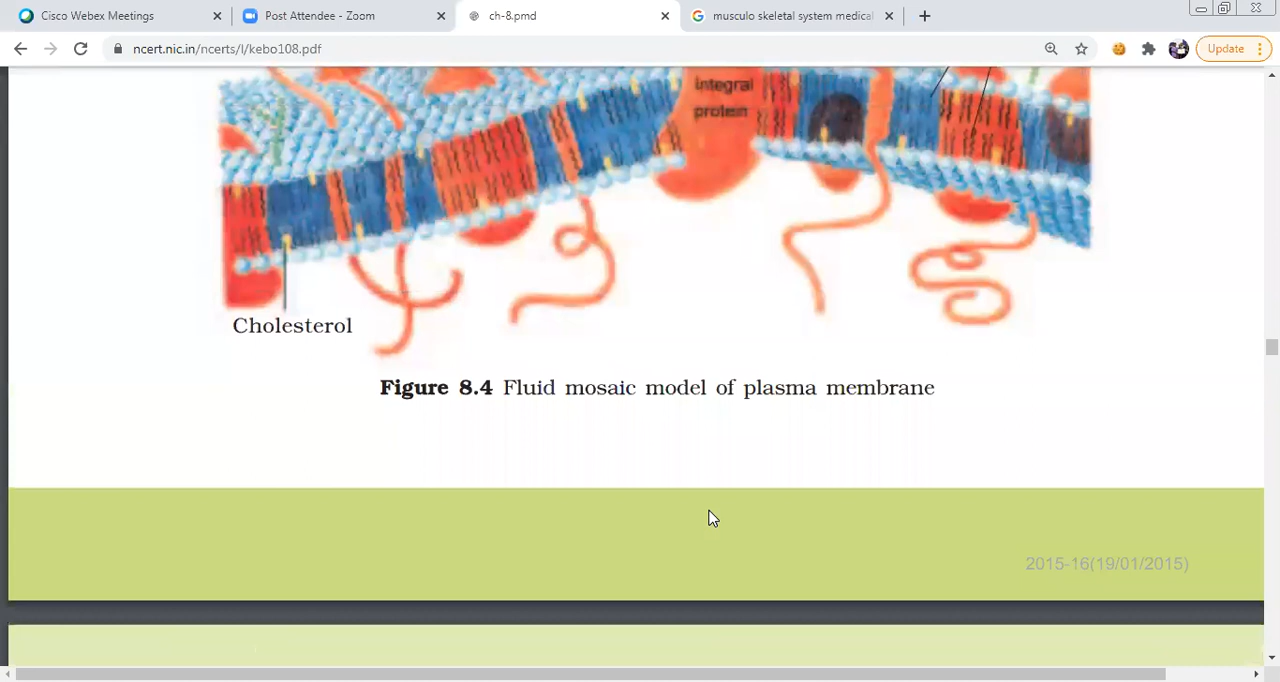 Cisco Webex Meetings
Post Attendee - Zoom
ch-8.pmd
musculo skeletal system medical
ncert.nic.in/ncerts/l/kebo108.pdf
Update
integral
protein
Cholesterol
Figure 8.4 Fluid mosaic model of plasma membrane
2015-16(19/01/2015)